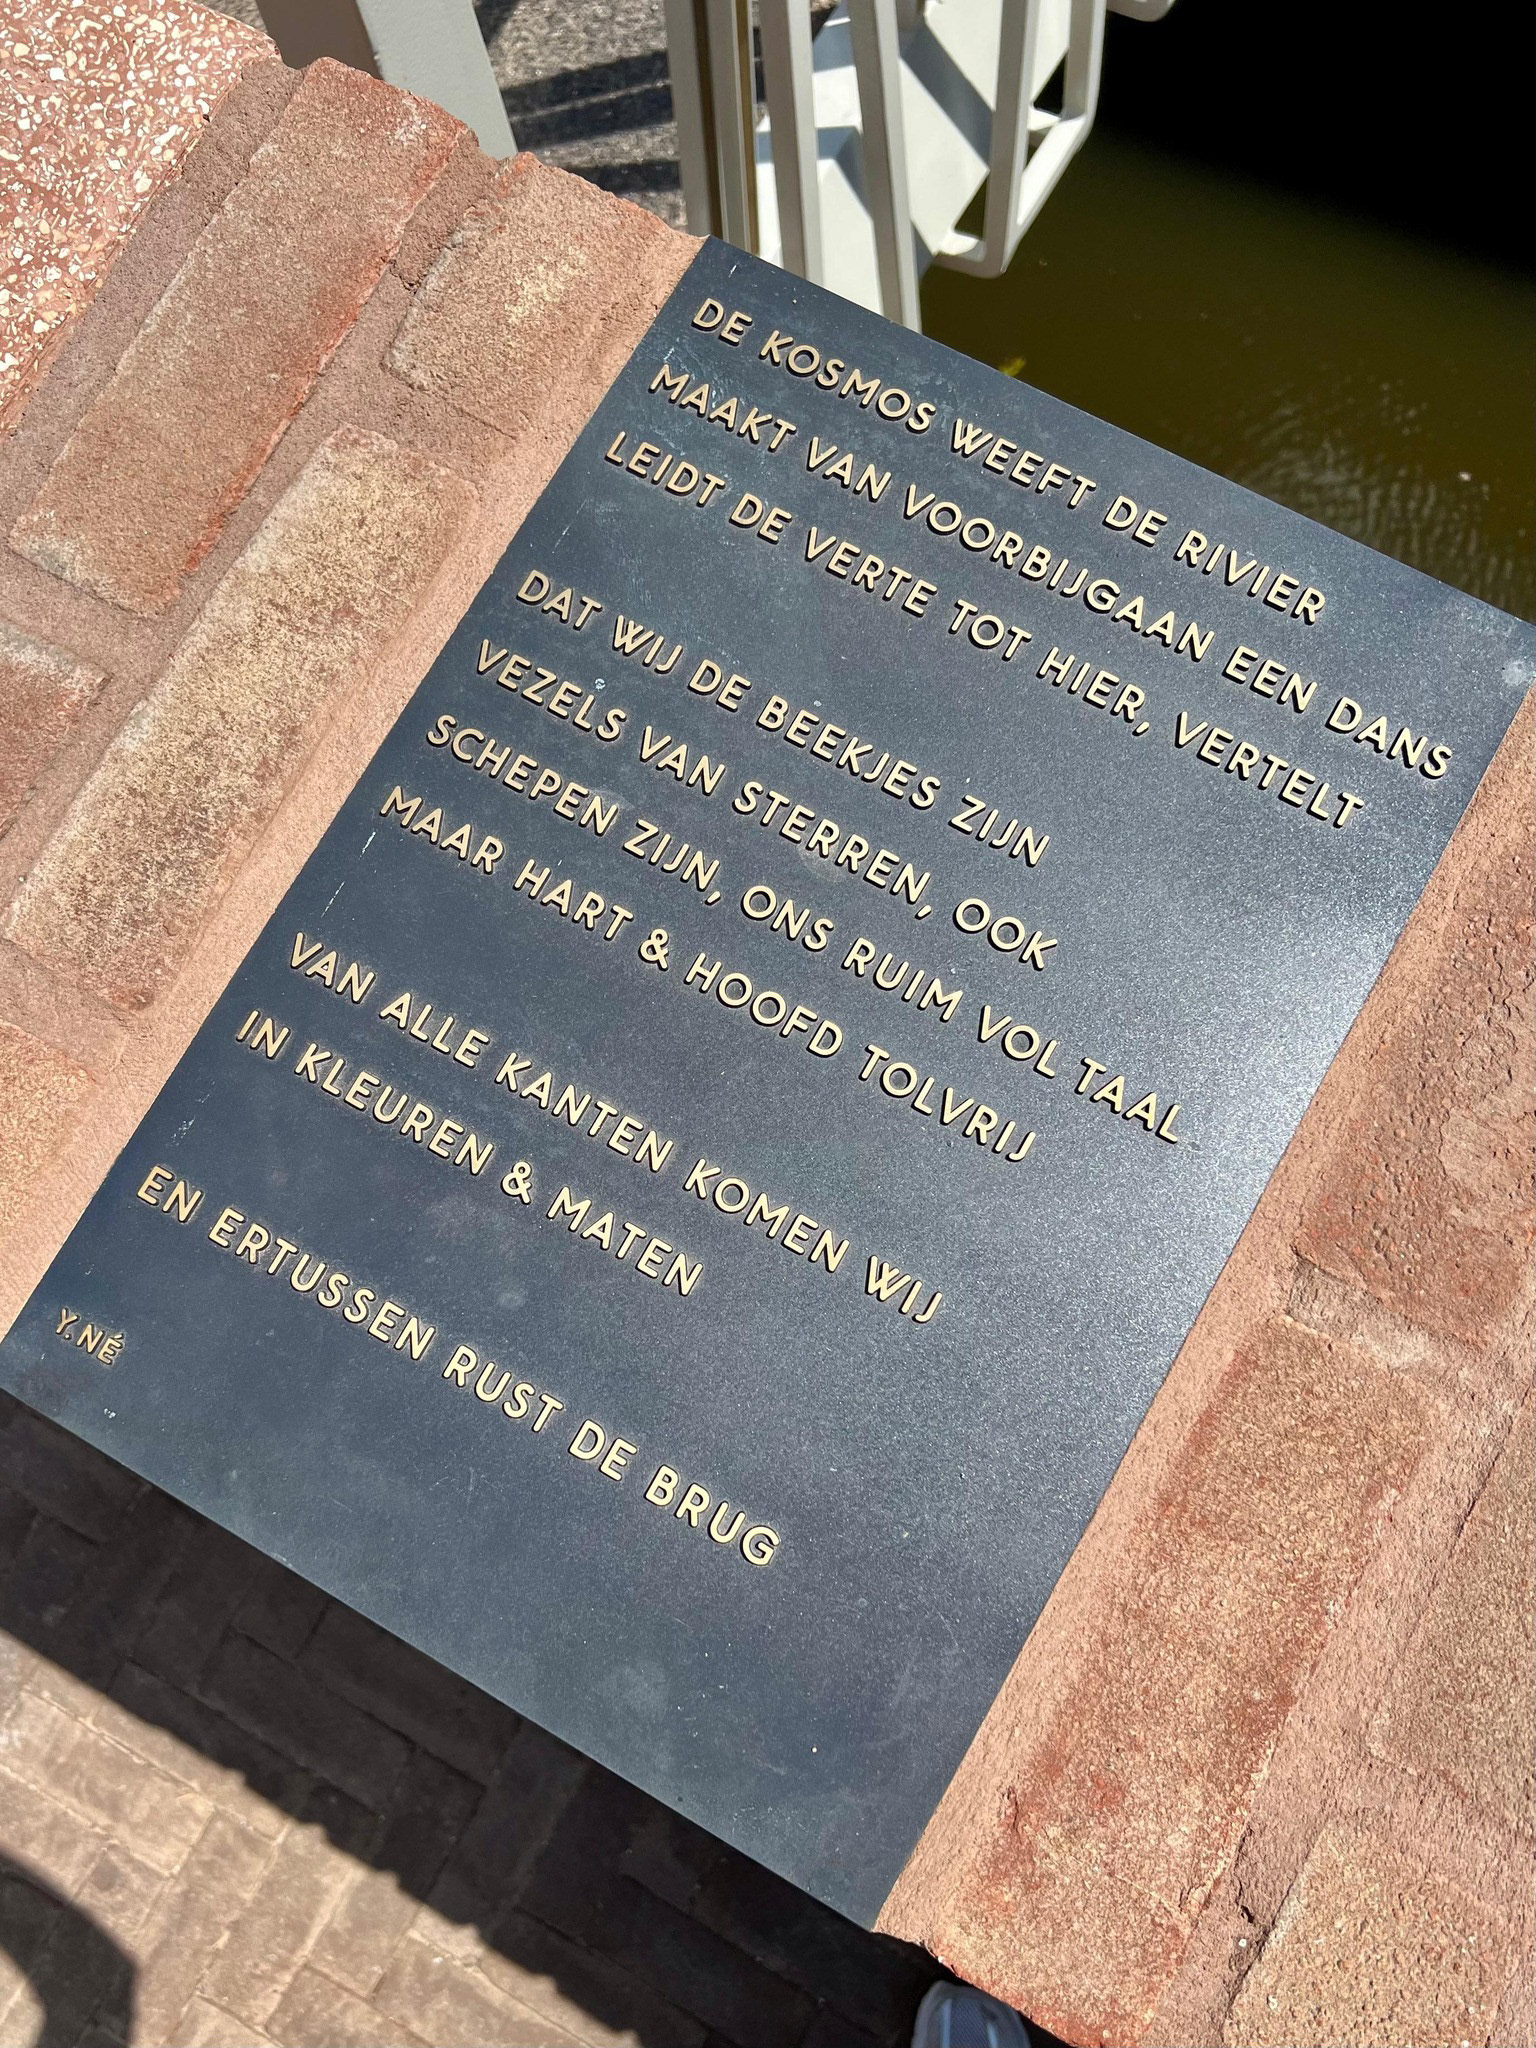 DE KOSMOS WEEFT DE RIVIER
MAAKT VAN VOORBIJGAAN EEN DANS
LEIDT DE VERTE TOT HIER, VERTELT
DAT WIJ DE BEEKJES ZIJN
VEZELS VAN STERREN, OOK
SCHEPEN ZIJN, ONS RUIM VOL TAAL
MAAR HART & HOOFD TOLVRIJ
VAN ALLE KANTEN KOMEN WIJ
IN KLEUREN & MATEN
EN ERTUSSEN RUST DE BRUG
Y. NÉ